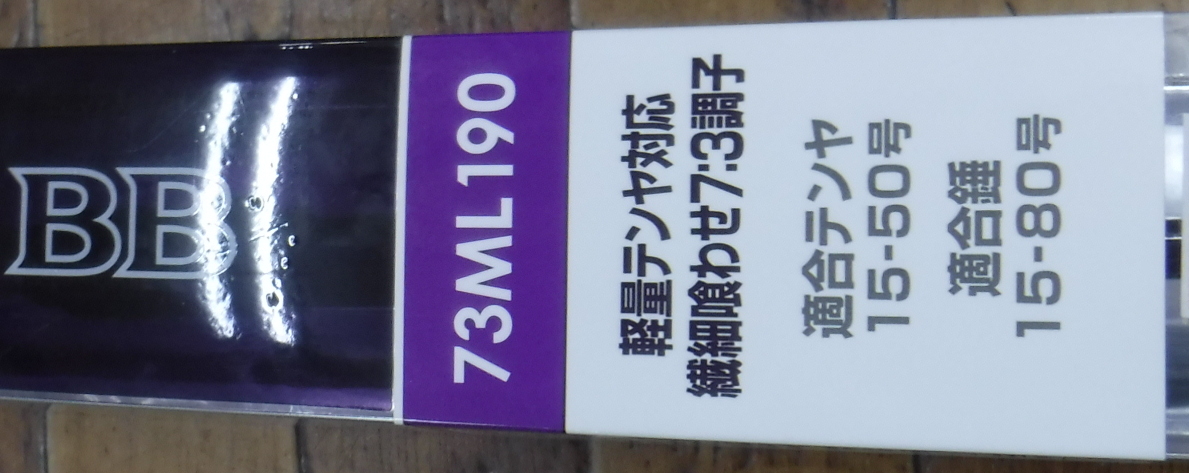 BB
73ML190
軽量テンヤ対応
繊細喰わせ7:3調子
適合テンヤ
15-50号
適合錘
15-80号